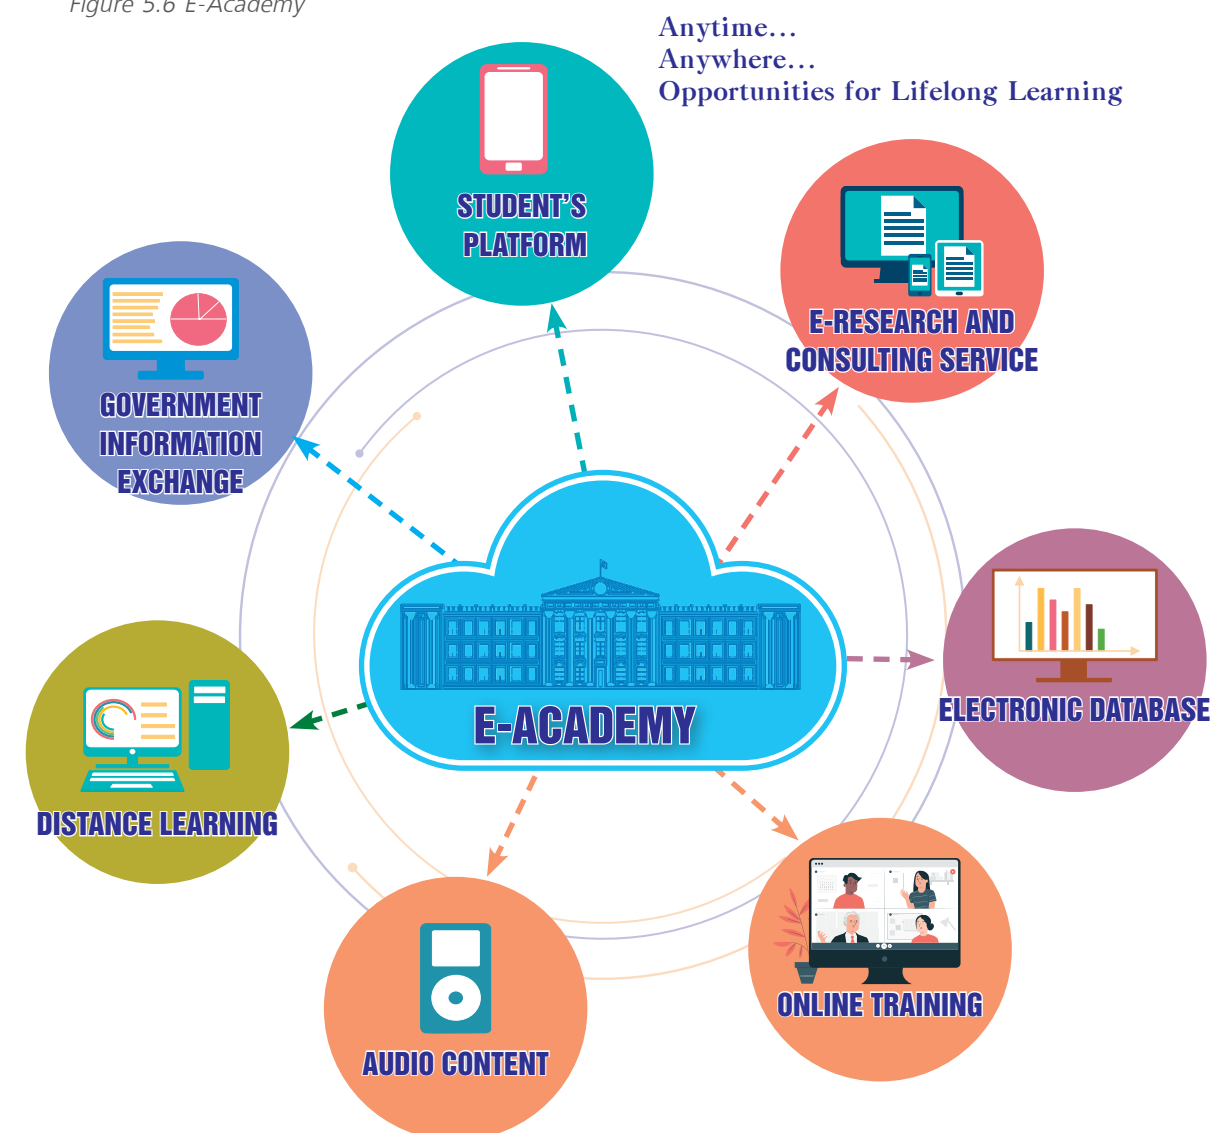 Figure 5.6 E-Academy
Anytime…
Anywhere…
Opportunities for Lifelong Learning
STUDENT'S
PLATFORM
E-RESEARCH AND
CONSULTING SERVICE
GOVERNMENT
INFORMATION
EXCHANGE
E-ACADEMY
ELECTRONIC DATABASE
DISTANCE LEARNING
ONLINE TRAINING
AUDIO CONTENT